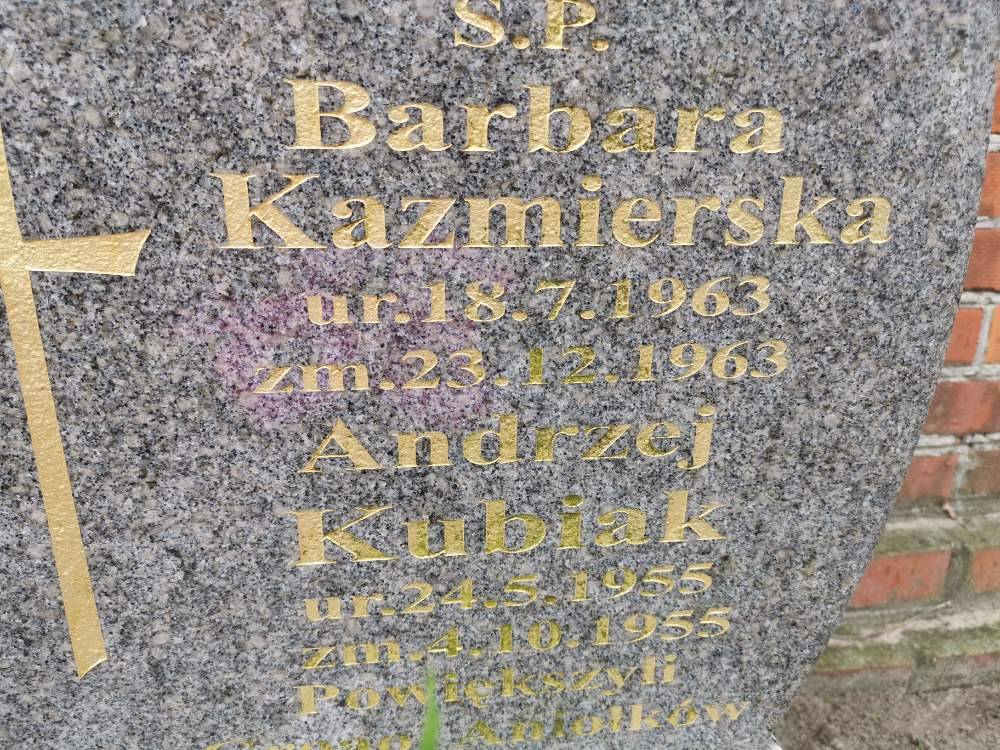 S.P.
Barbara
Kazmierska
ur.18.7.1963
zm.23.12.1963
Andrzej
Kubiak
ur.24.5.1955
zm.4.10.1955
Powiększyli
Aniołków